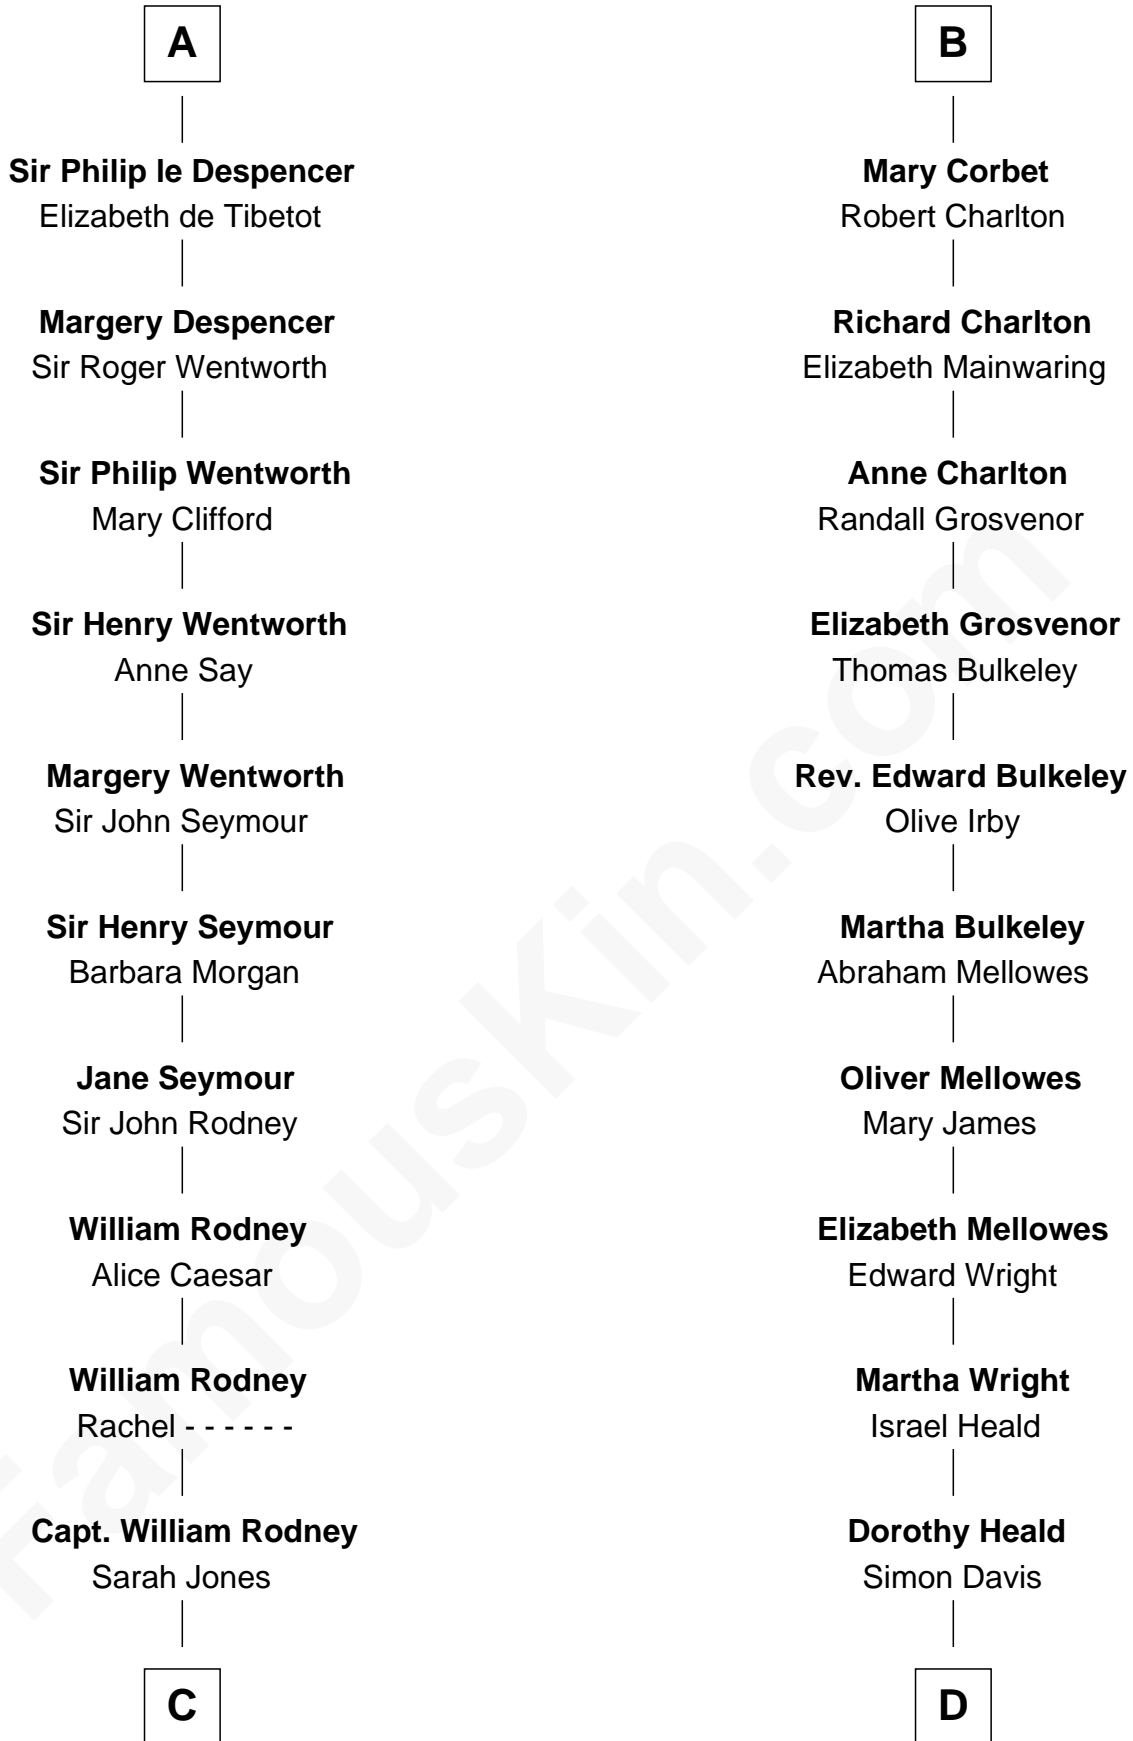 A
Sir Philip le Despencer
Elizabeth de Tibetot
Margery Despencer
Sir Roger Wentworth
Sir Philip Wentworth
Mary Clifford
Sir Henry Wentworth
Anne Say
Margery Wentworth
Sir John Seymour
Sir Henry Seymour
Barbara Morgan
Jane Seymour
Sir John Rodney
William Rodney
Alice Caesar
William Rodney
Rachel - - - - - -
Capt. William Rodney
Sarah Jones
C
B
Mary Corbet
Robert Charlton
Richard Charlton
Elizabeth Mainwaring
Anne Charlton
Randall Grosvenor
Elizabeth Grosvenor
Thomas Bulkeley
Rev. Edward Bulkeley
Olive Irby
Martha Bulkeley
Abraham Mellowes
Oliver Mellowes
Mary James
Elizabeth Mellowes
Edward Wright
Martha Wright
Israel Heald
Dorothy Heald
Simon Davis
D
FamousKin.com